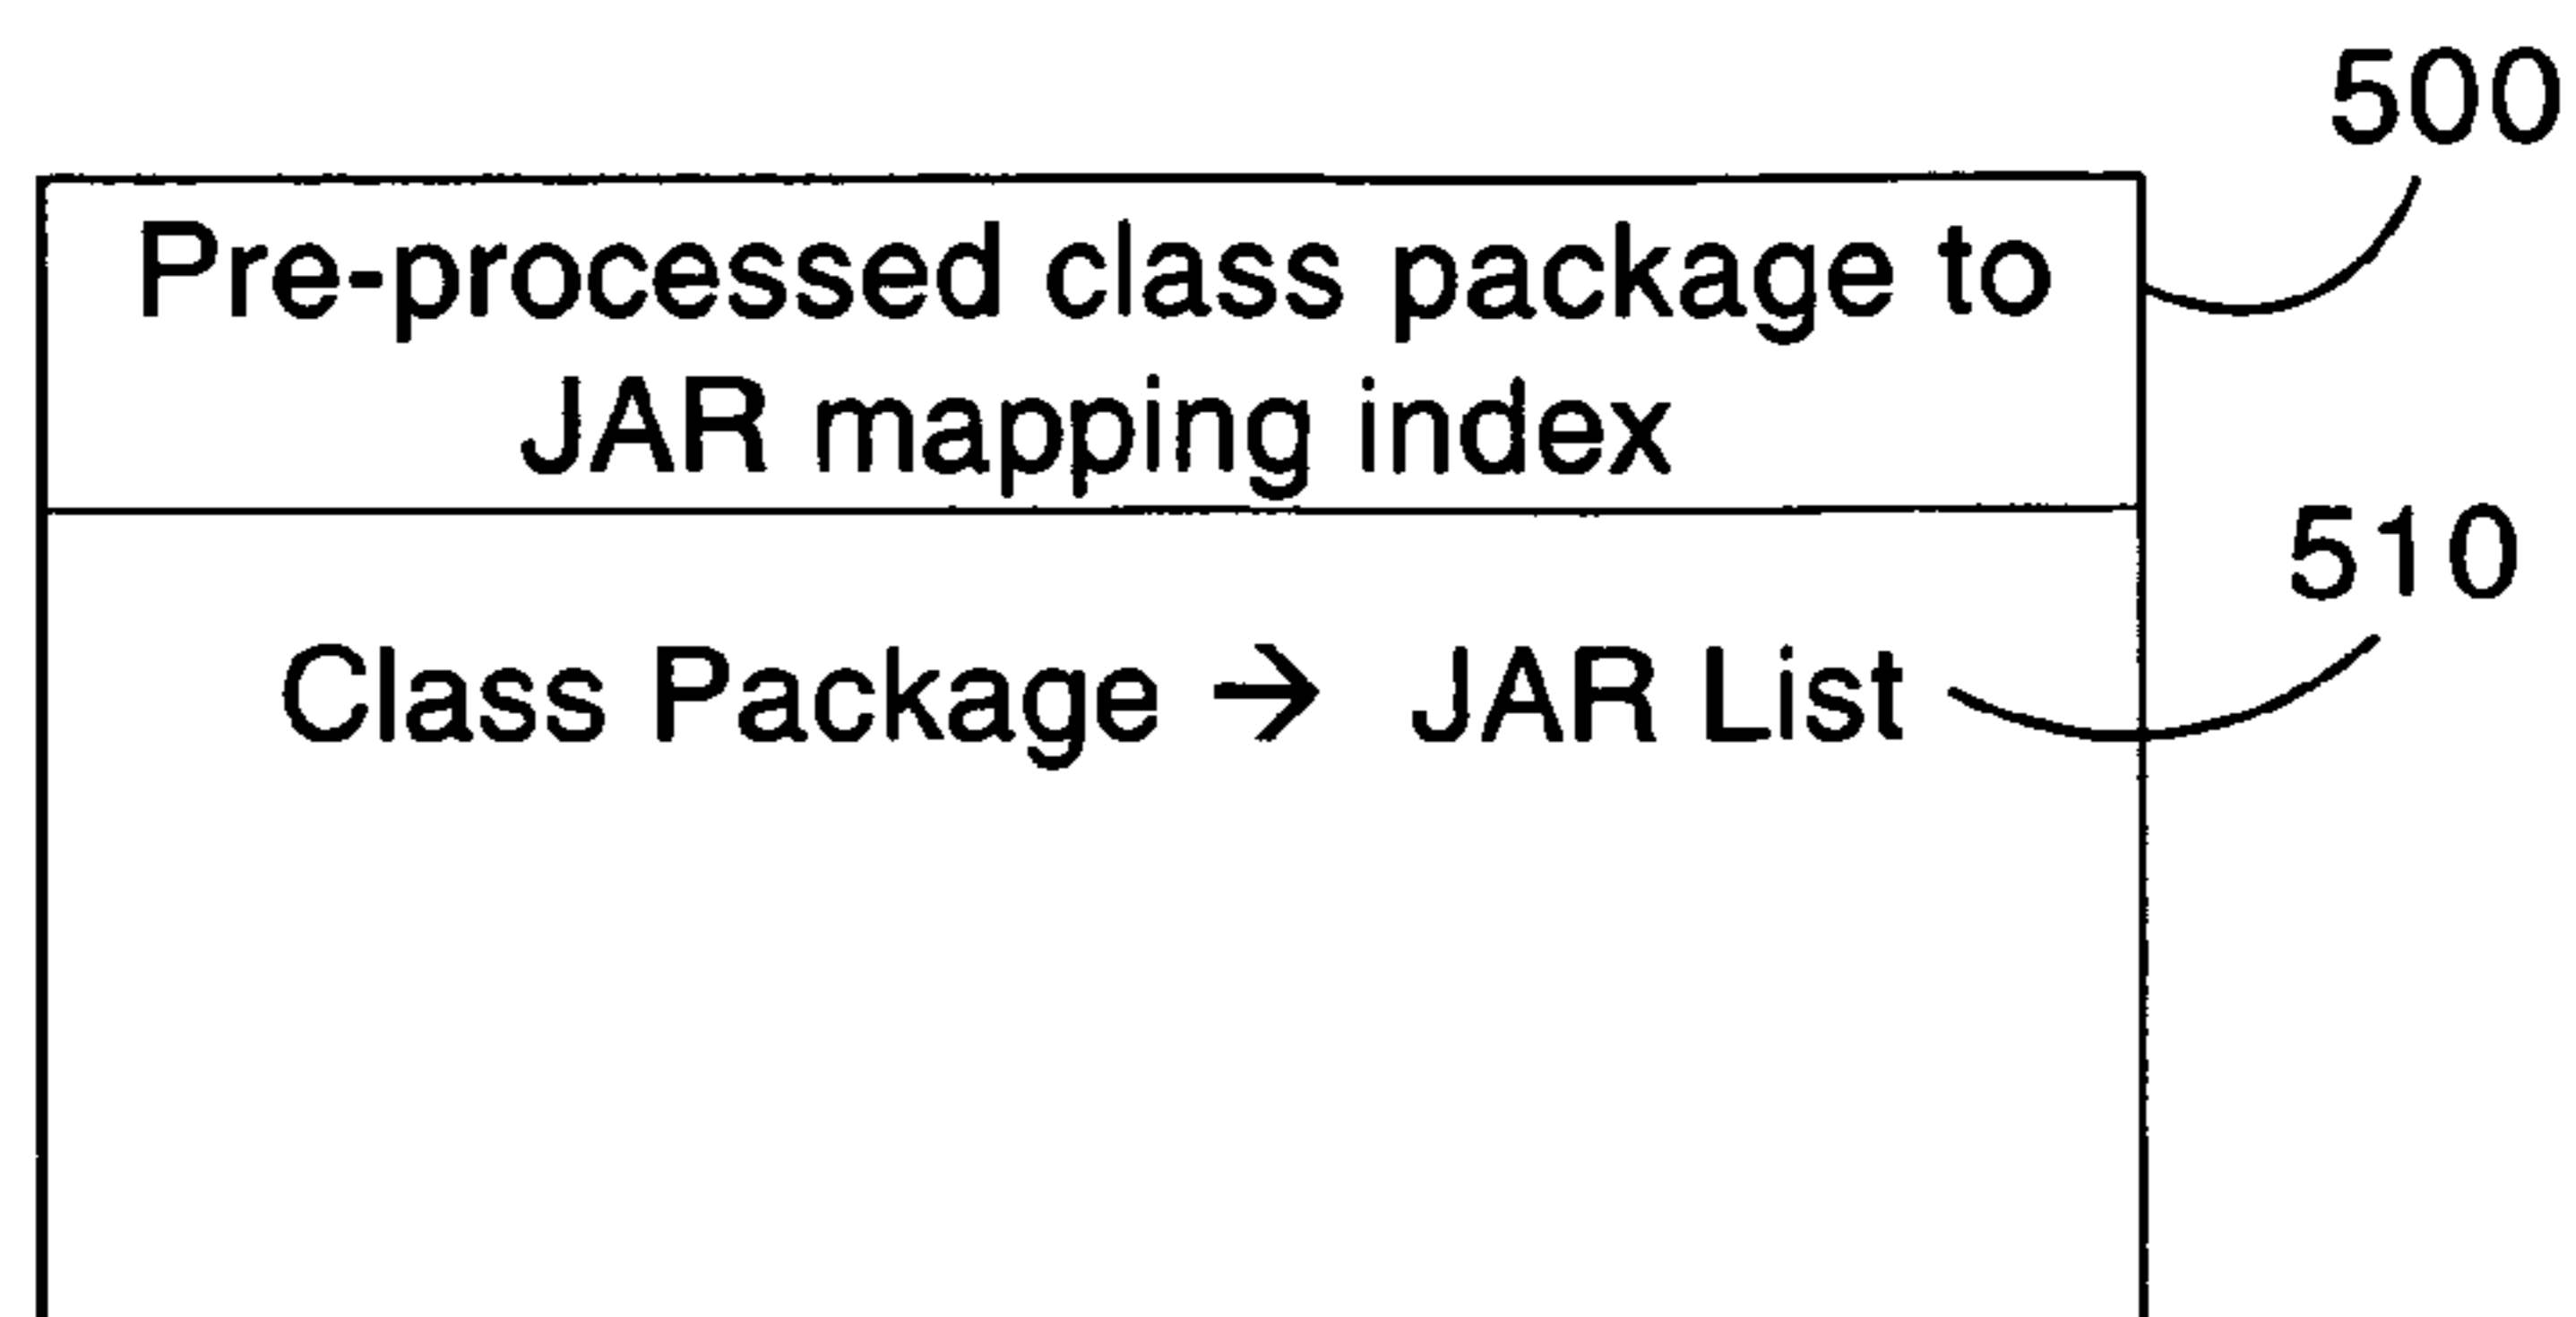 500
Pre-processed class package to
JAR mapping index
510
Class Package → JAR List